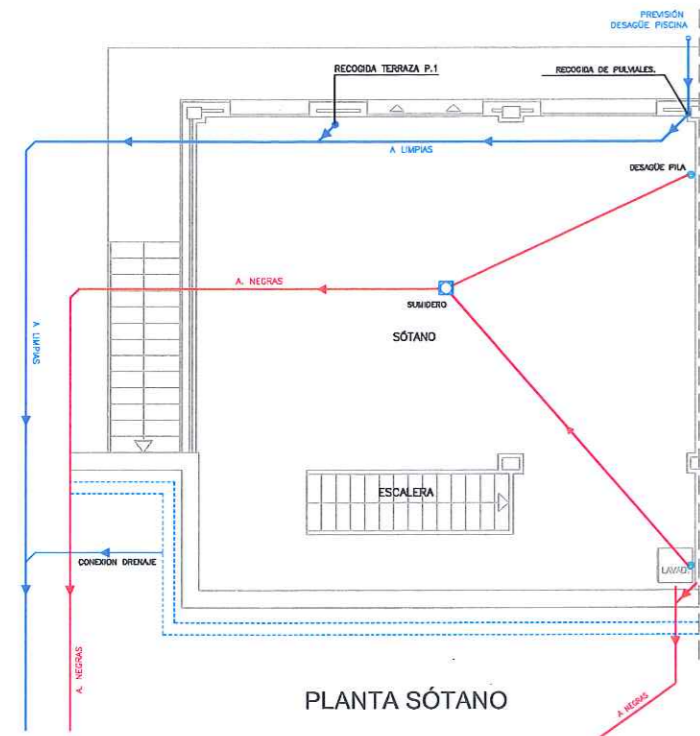 PREVISIÓN
DESAGÜE PISCINA
RECOGIDA TERRAZA P.1
RECOGIDA DE PULVIALES.
A LIMPIAS
DESAGÜE PILA
A. NEGRAS
SUMIDERO
SÓTANO
A LIMPIAS
ESCALERA
CONEXION DRENAJE
LAVAD.
A. NEGRAS
A. NEGRAS
PLANTA SÓTANO